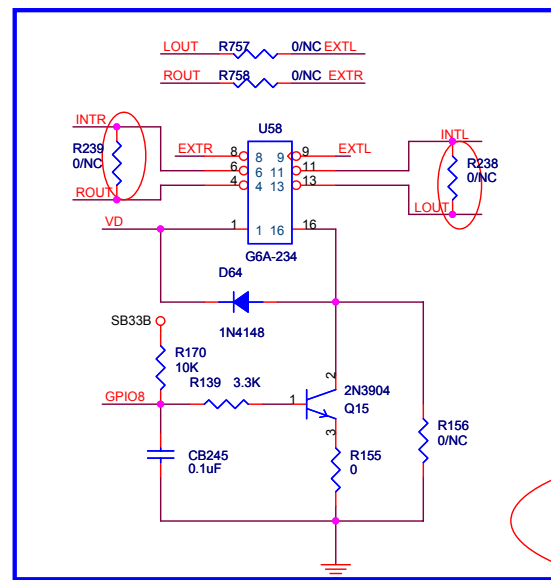 LOUT R757 0/NC EXTL
ROUT R758 0/NC EXTR
U58
INTR
R239
0/NC
ROUT
EXTR 8 8 9 9 EXTL
6 6 11 11
4 4 13 13
INTL
R238
0/NC
LOUT
VD 1 1 16 16
G6A-234
D64
1N4148
SB33B
R170
10K
R139 3.3K
GPIO8
1
2
2N3904
Q15
3
R156
0/NC
CB245
0.1uF
R155
0